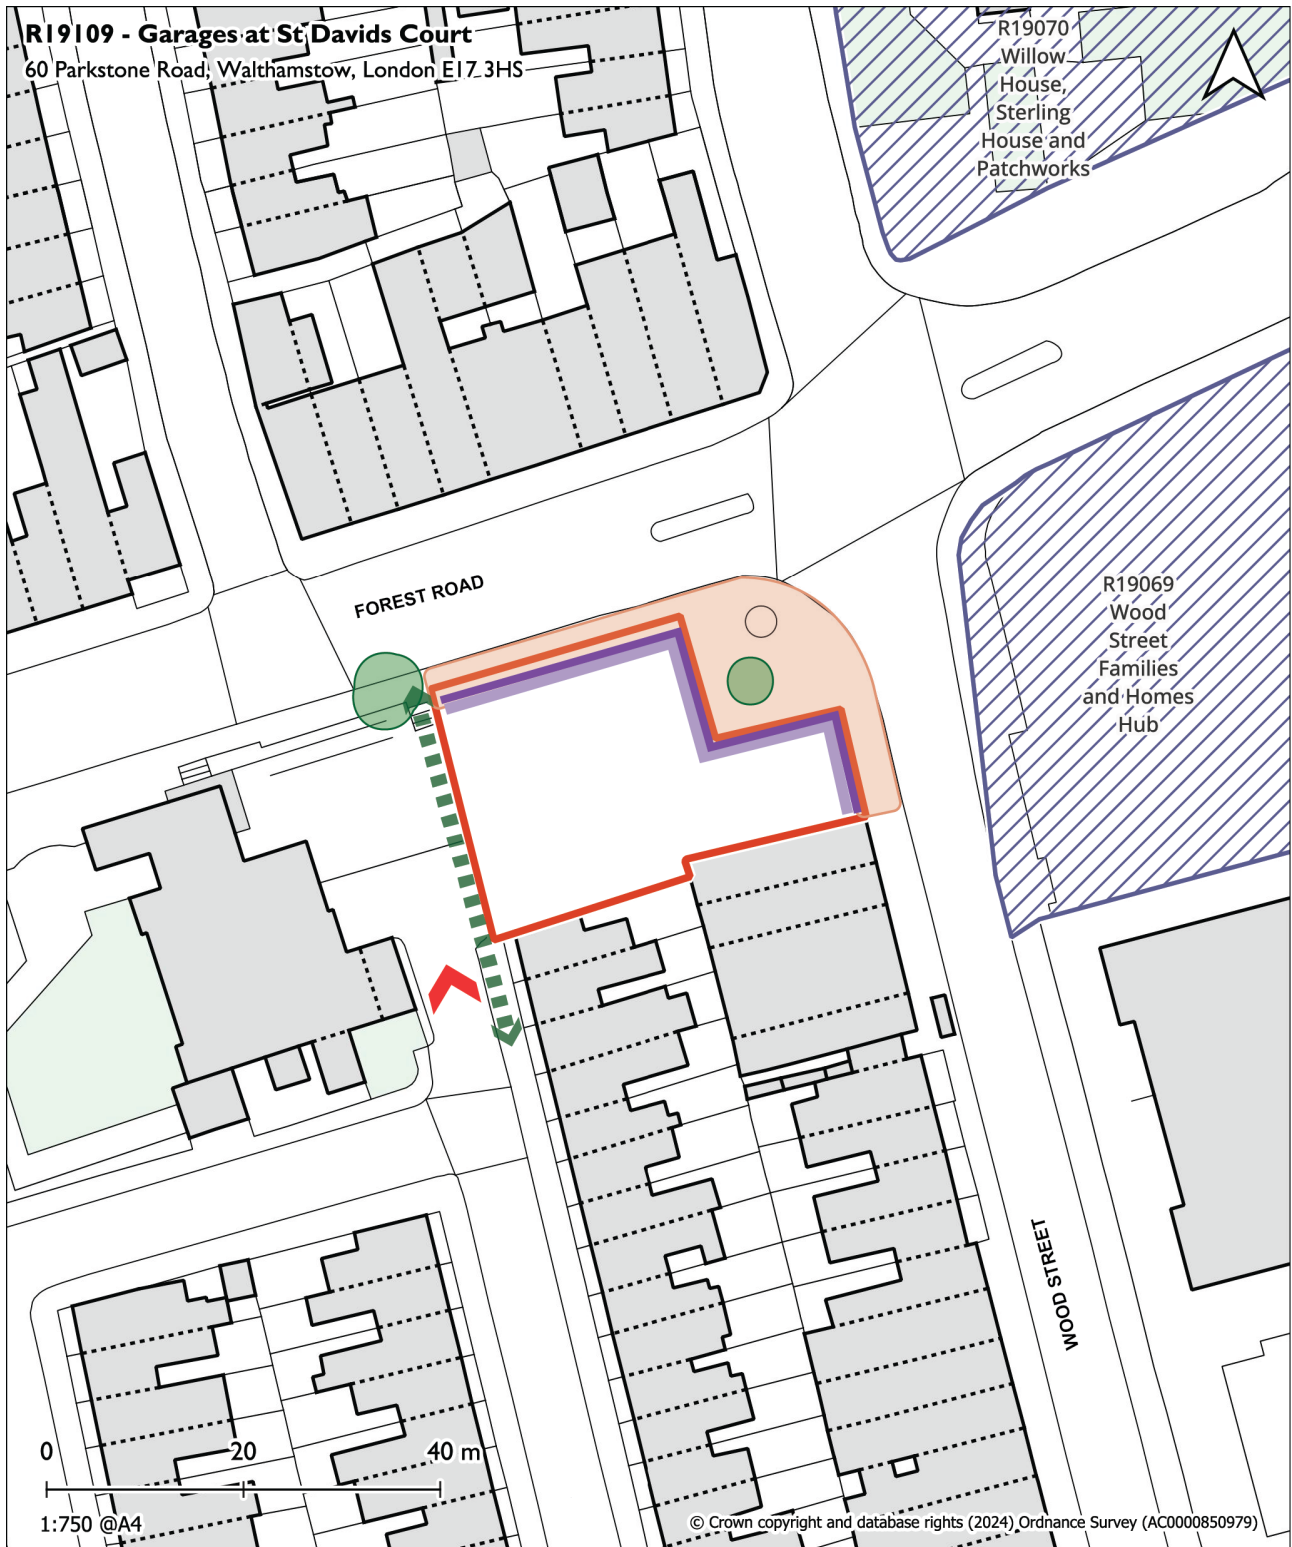 R19109 - Garages at St Davids Court
60 Parkstone Road, Walthamstow, London E17 3HS
R19070
Willow
House,
Sterling
House and
Patchworks
FOREST ROAD
R19069
Wood
Street
Families
and Homes
Hub
WOOD STREET
0 20 40 m
1:750 @A4
© Crown copyright and database rights (2024) Ordnance Survey (AC0000850979)